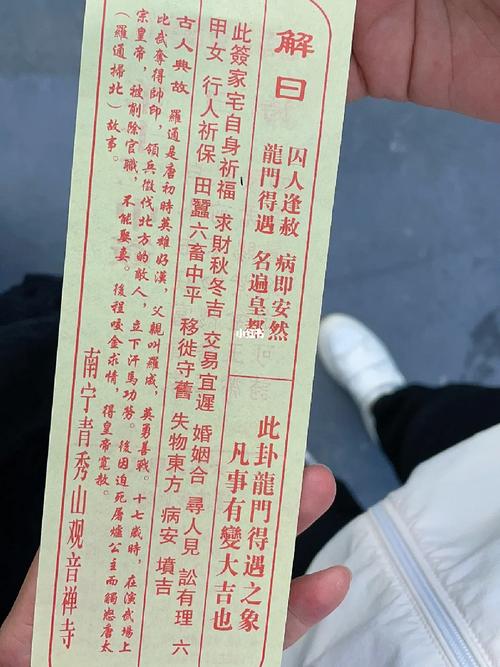 解曰
囚人逢赦 病即安然
龍門得遇 名遍皇都
此卦龍門得遇之象
凡事有變大吉也
此簽家宅自身祈福 求財秋冬吉 交易宜遲 婚姻合 尋人見 訟有理 六
甲女 行人祈保 田蠶六畜中平 移徙守舊 失物東方 病安 墳吉
古人典故 羅通是唐初時英雄好漢，父親叫羅成，英勇善戰。十七歲時，在演武場上
比武奪得帥印，領兵徵伐北方的敵人，立下汗馬功勞。後因迫死屠爐公主而觸怒唐太
宗皇帝，被削除官職，不能娶妻。後程咬金求情，得皇帝寬赦。
(羅通掃北)故事。
南宁青秀山观音禅寺
小红书